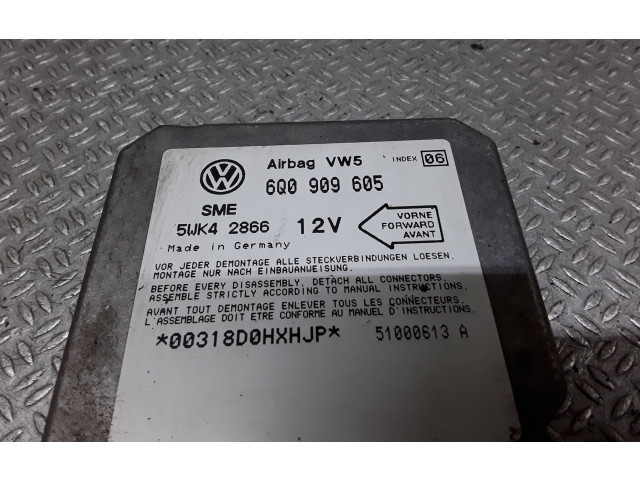 Airbag VW5 INDEX 06
6Q0 909 605
SME
5WK4 2866 12V
VORNE
FORWARD
AVANT
Made in Germany
VOR JEDER DEMONTAGE ALLE STECKVERBINDUNGEN LOESEN.
MONTAGE NUR NACH EINBAUANWEISUNG.
BEFORE EVERY DISASSEMBLY, DETACH ALL CONNECTORS.
ASSEMBLE STRICTLY ACCORDING TO MANUAL INSTRUCTIONS.
AVANT TOUT DEMONTAGE ENLEVER TOUS LES CONNECTEURS.
L'ASSEMBLAGE DOIT ETRE CONFORME AU MANUEL D'INSTRUCTIONS.
*00318D0HXHJP* 51000613 A